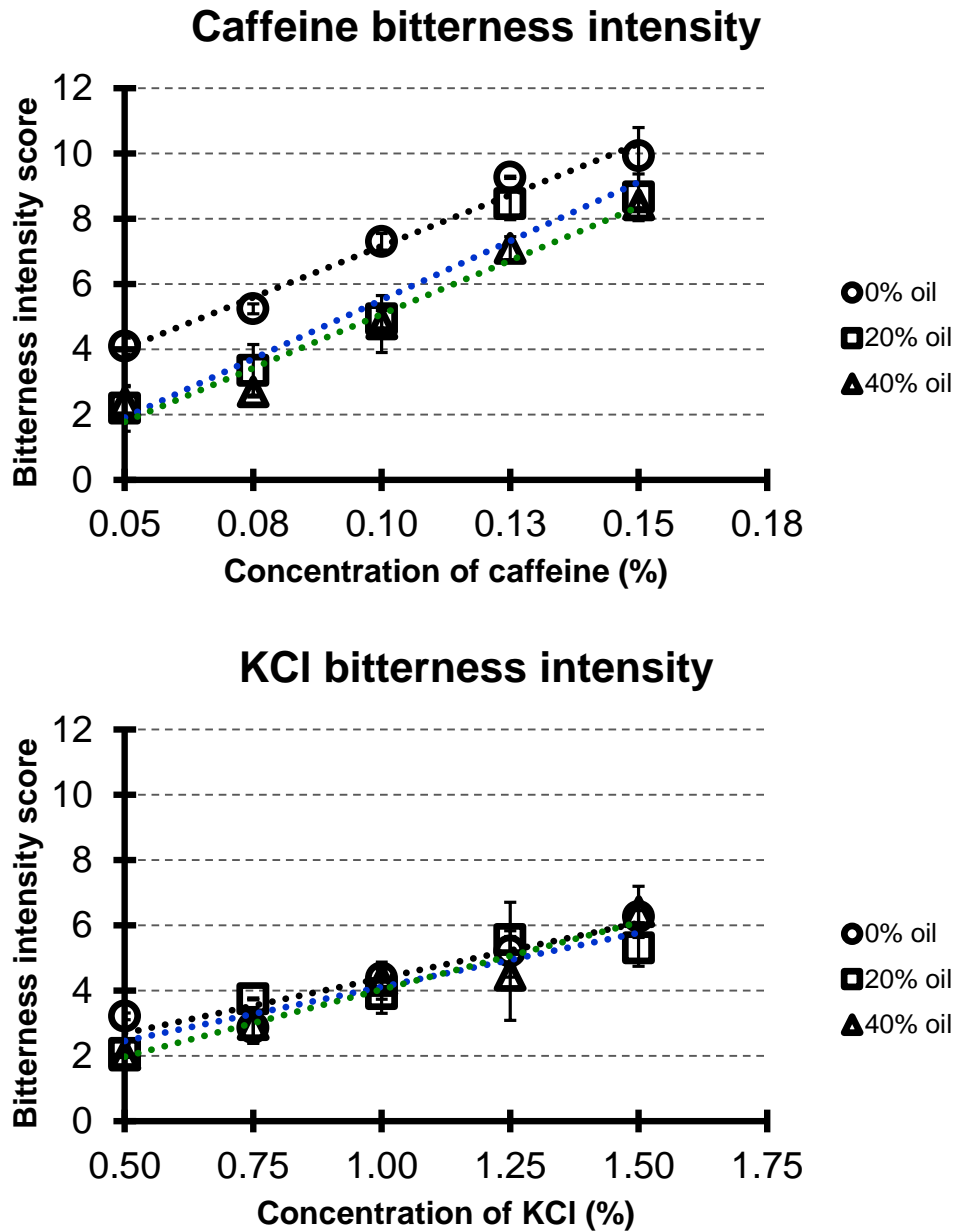 Caffeine bitterness intensity
Bitterness intensity score
12
10
8
6
4
2
0
0.05 0.08 0.10 0.13 0.15 0.18
Concentration of caffeine (%)
0% oil
20% oil
40% oil
KCl bitterness intensity
Bitterness intensity score
12
10
8
6
4
2
0
0.50 0.75 1.00 1.25 1.50 1.75
Concentration of KCl (%)
0% oil
20% oil
40% oil